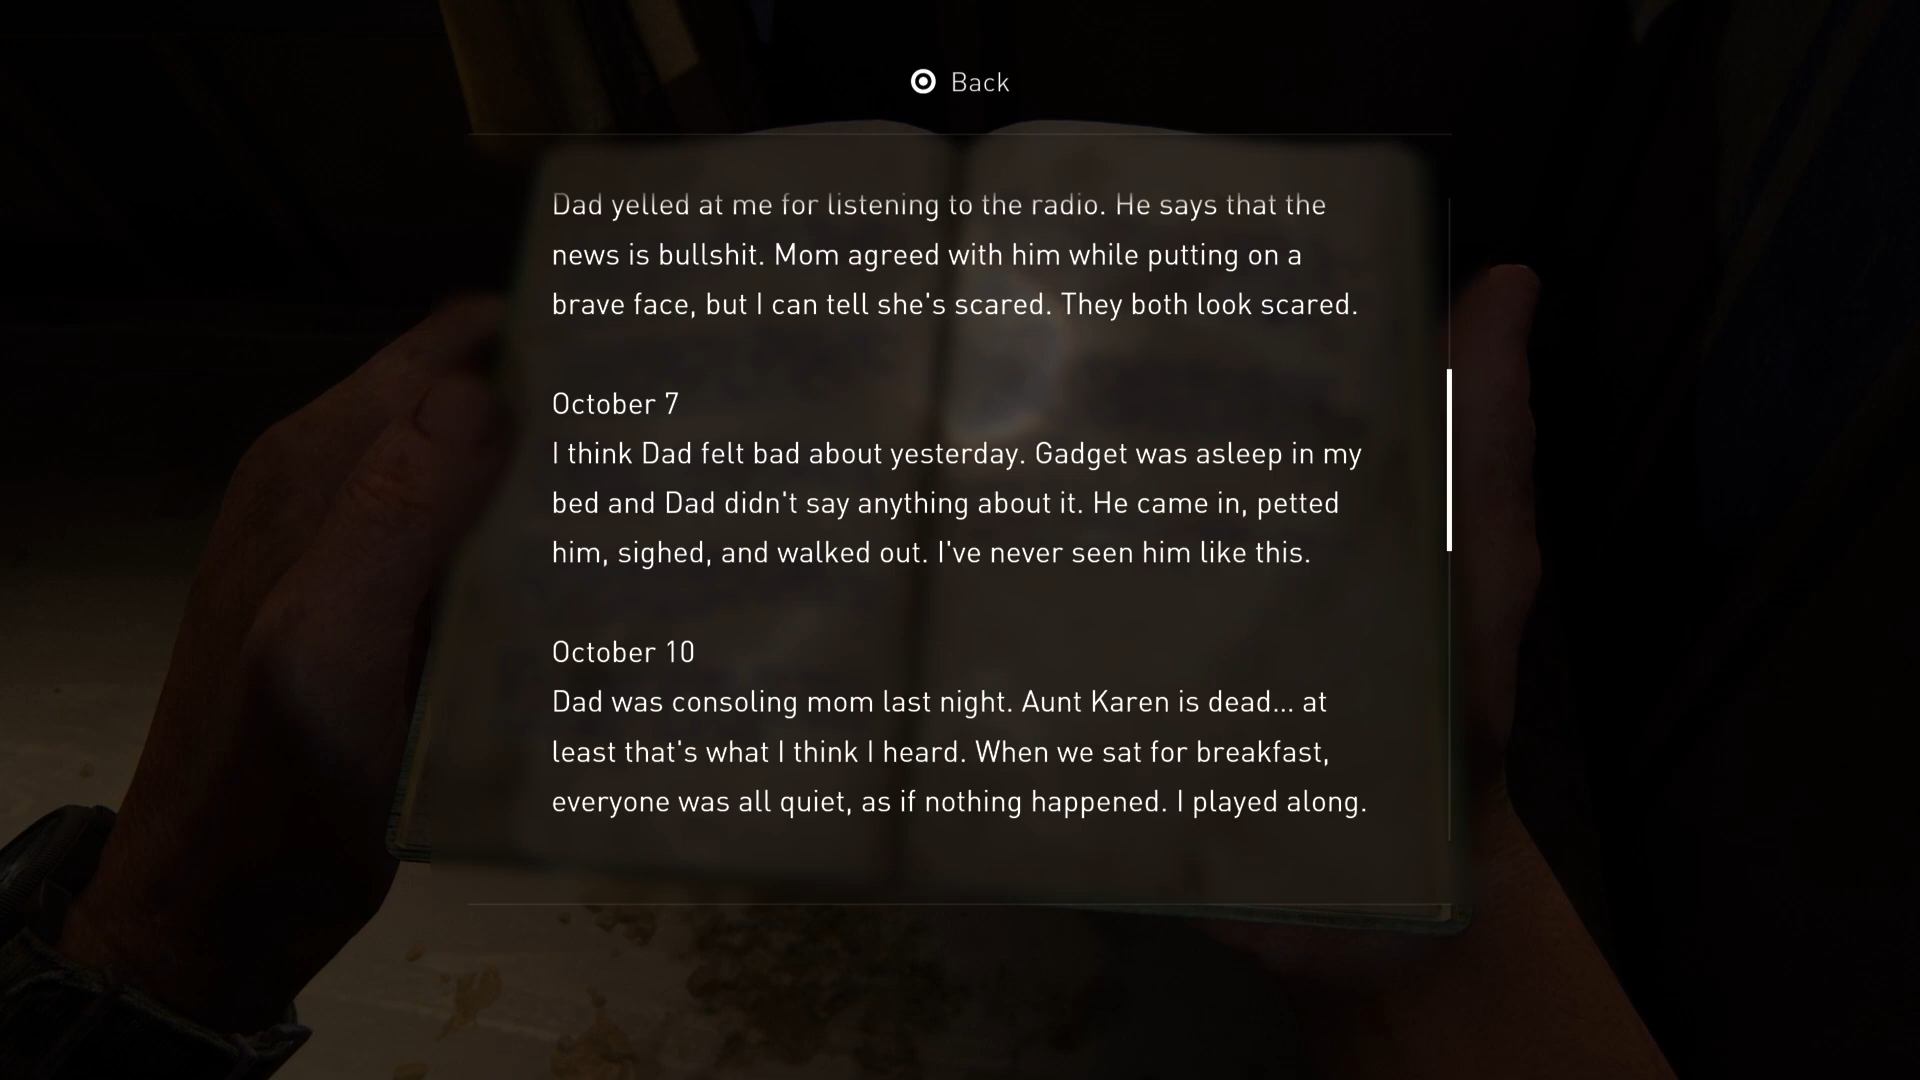 Back
Dad yelled at me for listening to the radio. He says that the
news is bullshit. Mom agreed with him while putting on a
brave face, but I can tell she's scared. They both look scared.
October 7
I think Dad felt bad about yesterday. Gadget was asleep in my
bed and Dad didn't say anything about it. He came in, petted
him, sighed, and walked out. I've never seen him like this.
October 10
Dad was consoling mom last night. Aunt Karen is dead... at
least that's what I think I heard. When we sat for breakfast,
everyone was all quiet, as if nothing happened. I played along.